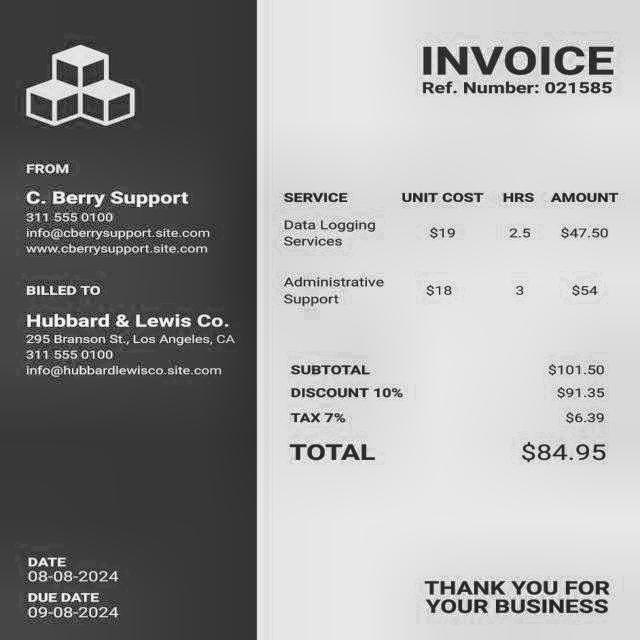 INVOICE
Ref. Number: 021585
FROM
C. Berry Support
311 555 0100
info@cberrysupport.site.com
www.cberrysupport.site.com
BILLED TO
Hubbard & Lewis Co.
295 Branson St., Los Angeles, CA
311 555 0100
info@hubbardlewisco.site.com
SERVICE UNIT COST HRS AMOUNT
Data Logging
Services $19 2.5 $47.50
Administrative
Support $18 3 $54
SUBTOTAL $101.50
DISCOUNT 10% $91.35
TAX 7% $6.39
TOTAL $84.95
DATE
08-08-2024
DUE DATE
09-08-2024
THANK YOU FOR
YOUR BUSINESS